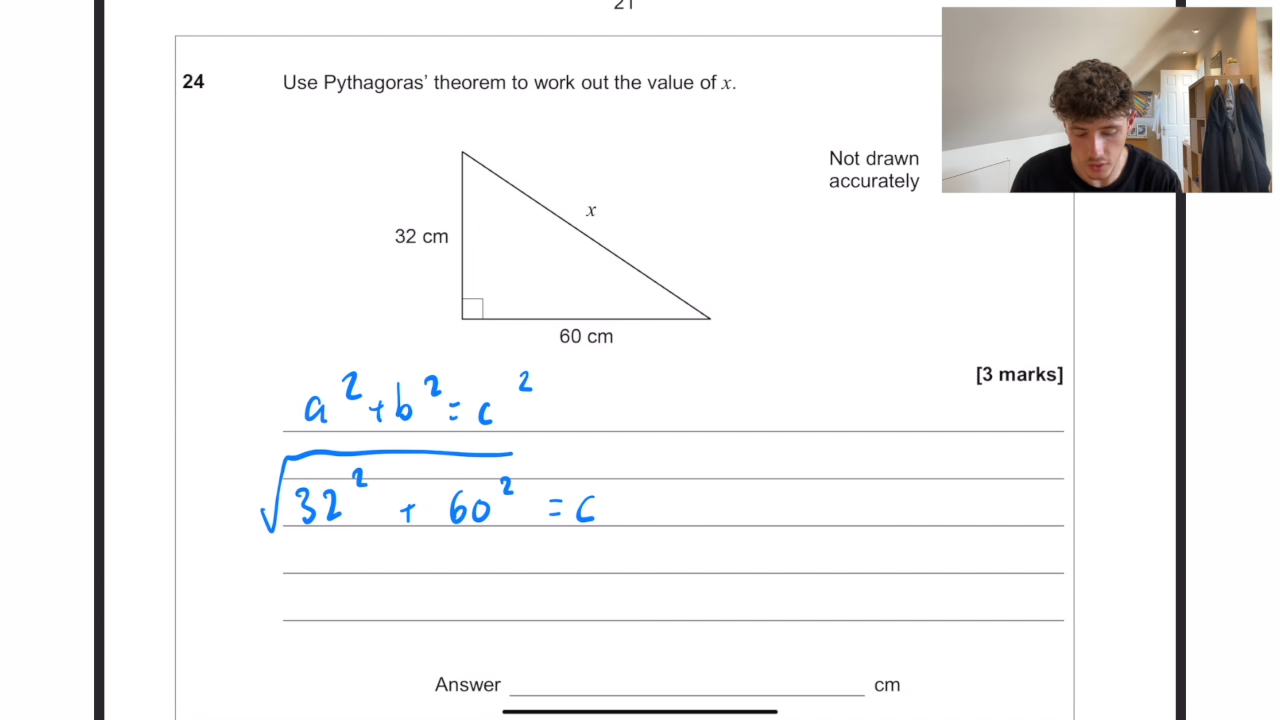 21
24 Use Pythagoras' theorem to work out the value of x.
Not drawn
accurately
x
32 cm
60 cm
[3 marks]
a² + b² = c²
√32² + 60² = c
Answer ______ cm